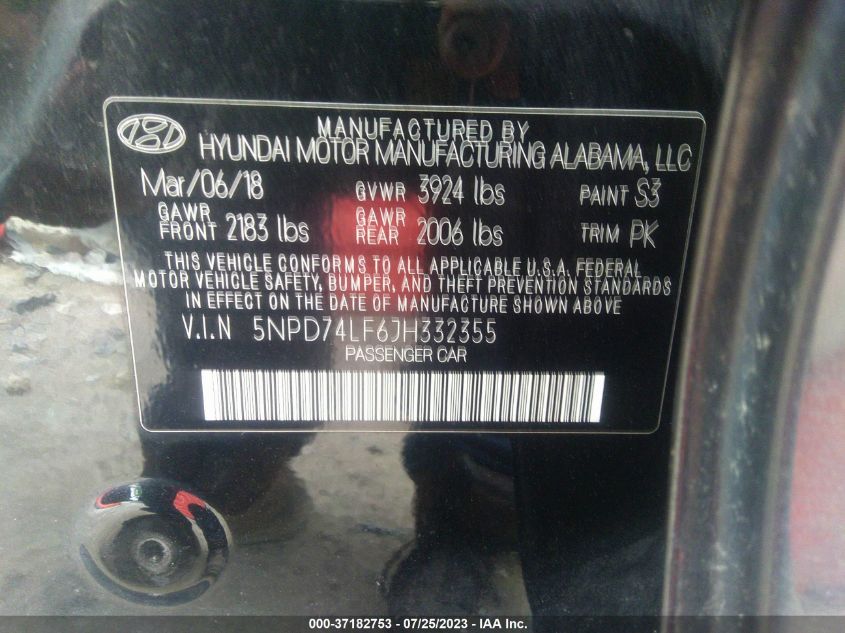 MANUFACTURED BY
HYUNDAI MOTOR MANUFACTURING ALABAMA, LLC
Mar/06/18 GVWR 3924 lbs PAINT S3
GAWR FRONT 2183 lbs GAWR REAR 2006 lbs TRIM PK
THIS VEHICLE CONFORMS TO ALL APPLICABLE U.S.A. FEDERAL
MOTOR VEHICLE SAFETY, BUMPER, AND THEFT PREVENTION STANDARDS
IN EFFECT ON THE DATE OF MANUFACTURE SHOWN ABOVE
V.I.N 5NPD74LF6JH332355
PASSENGER CAR
000-37182753 - 07/25/2023 - IAA Inc.